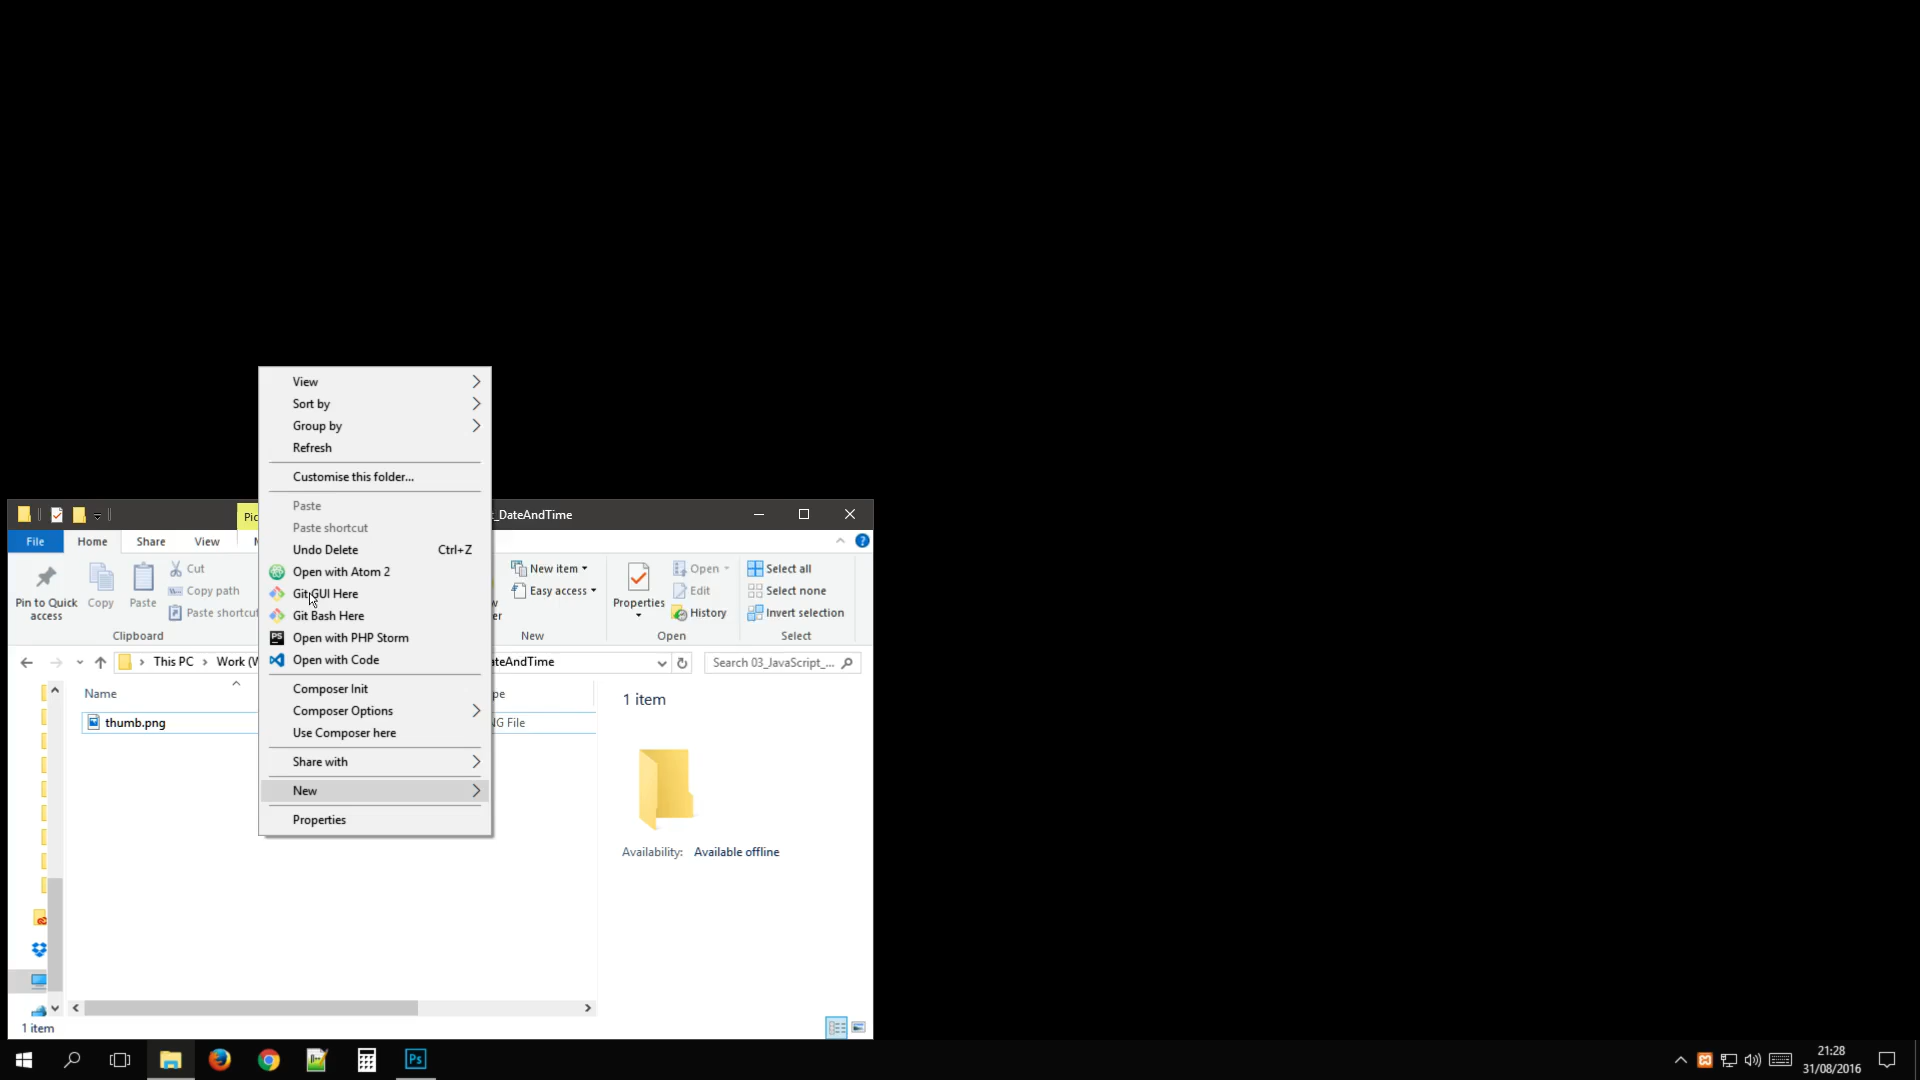 View
Sort by
Group by
Refresh
Customise this folder...
Paste
Paste shortcut
Undo Delete Ctrl+Z
Open with Atom 2
Git GUI Here
Git Bash Here
Open with PHP Storm
Open with Code
Composer Init
Composer Options
Use Composer here
Share with
New
Properties
_DateAndTime
File Home Share View
Pin to Quick access
Copy
Paste
Cut
Copy path
Paste shortcut
Clipboard
New item
Easy access
New
Properties
Open
Edit
History
Open
Select all
Select none
Invert selection
Select
This PC Work (W
ateAndTime
Search 03_JavaScript_...
Name
thumb.png
NG File
1 item
Availability: Available offline
1 item
Ps
21:28
31/08/2016